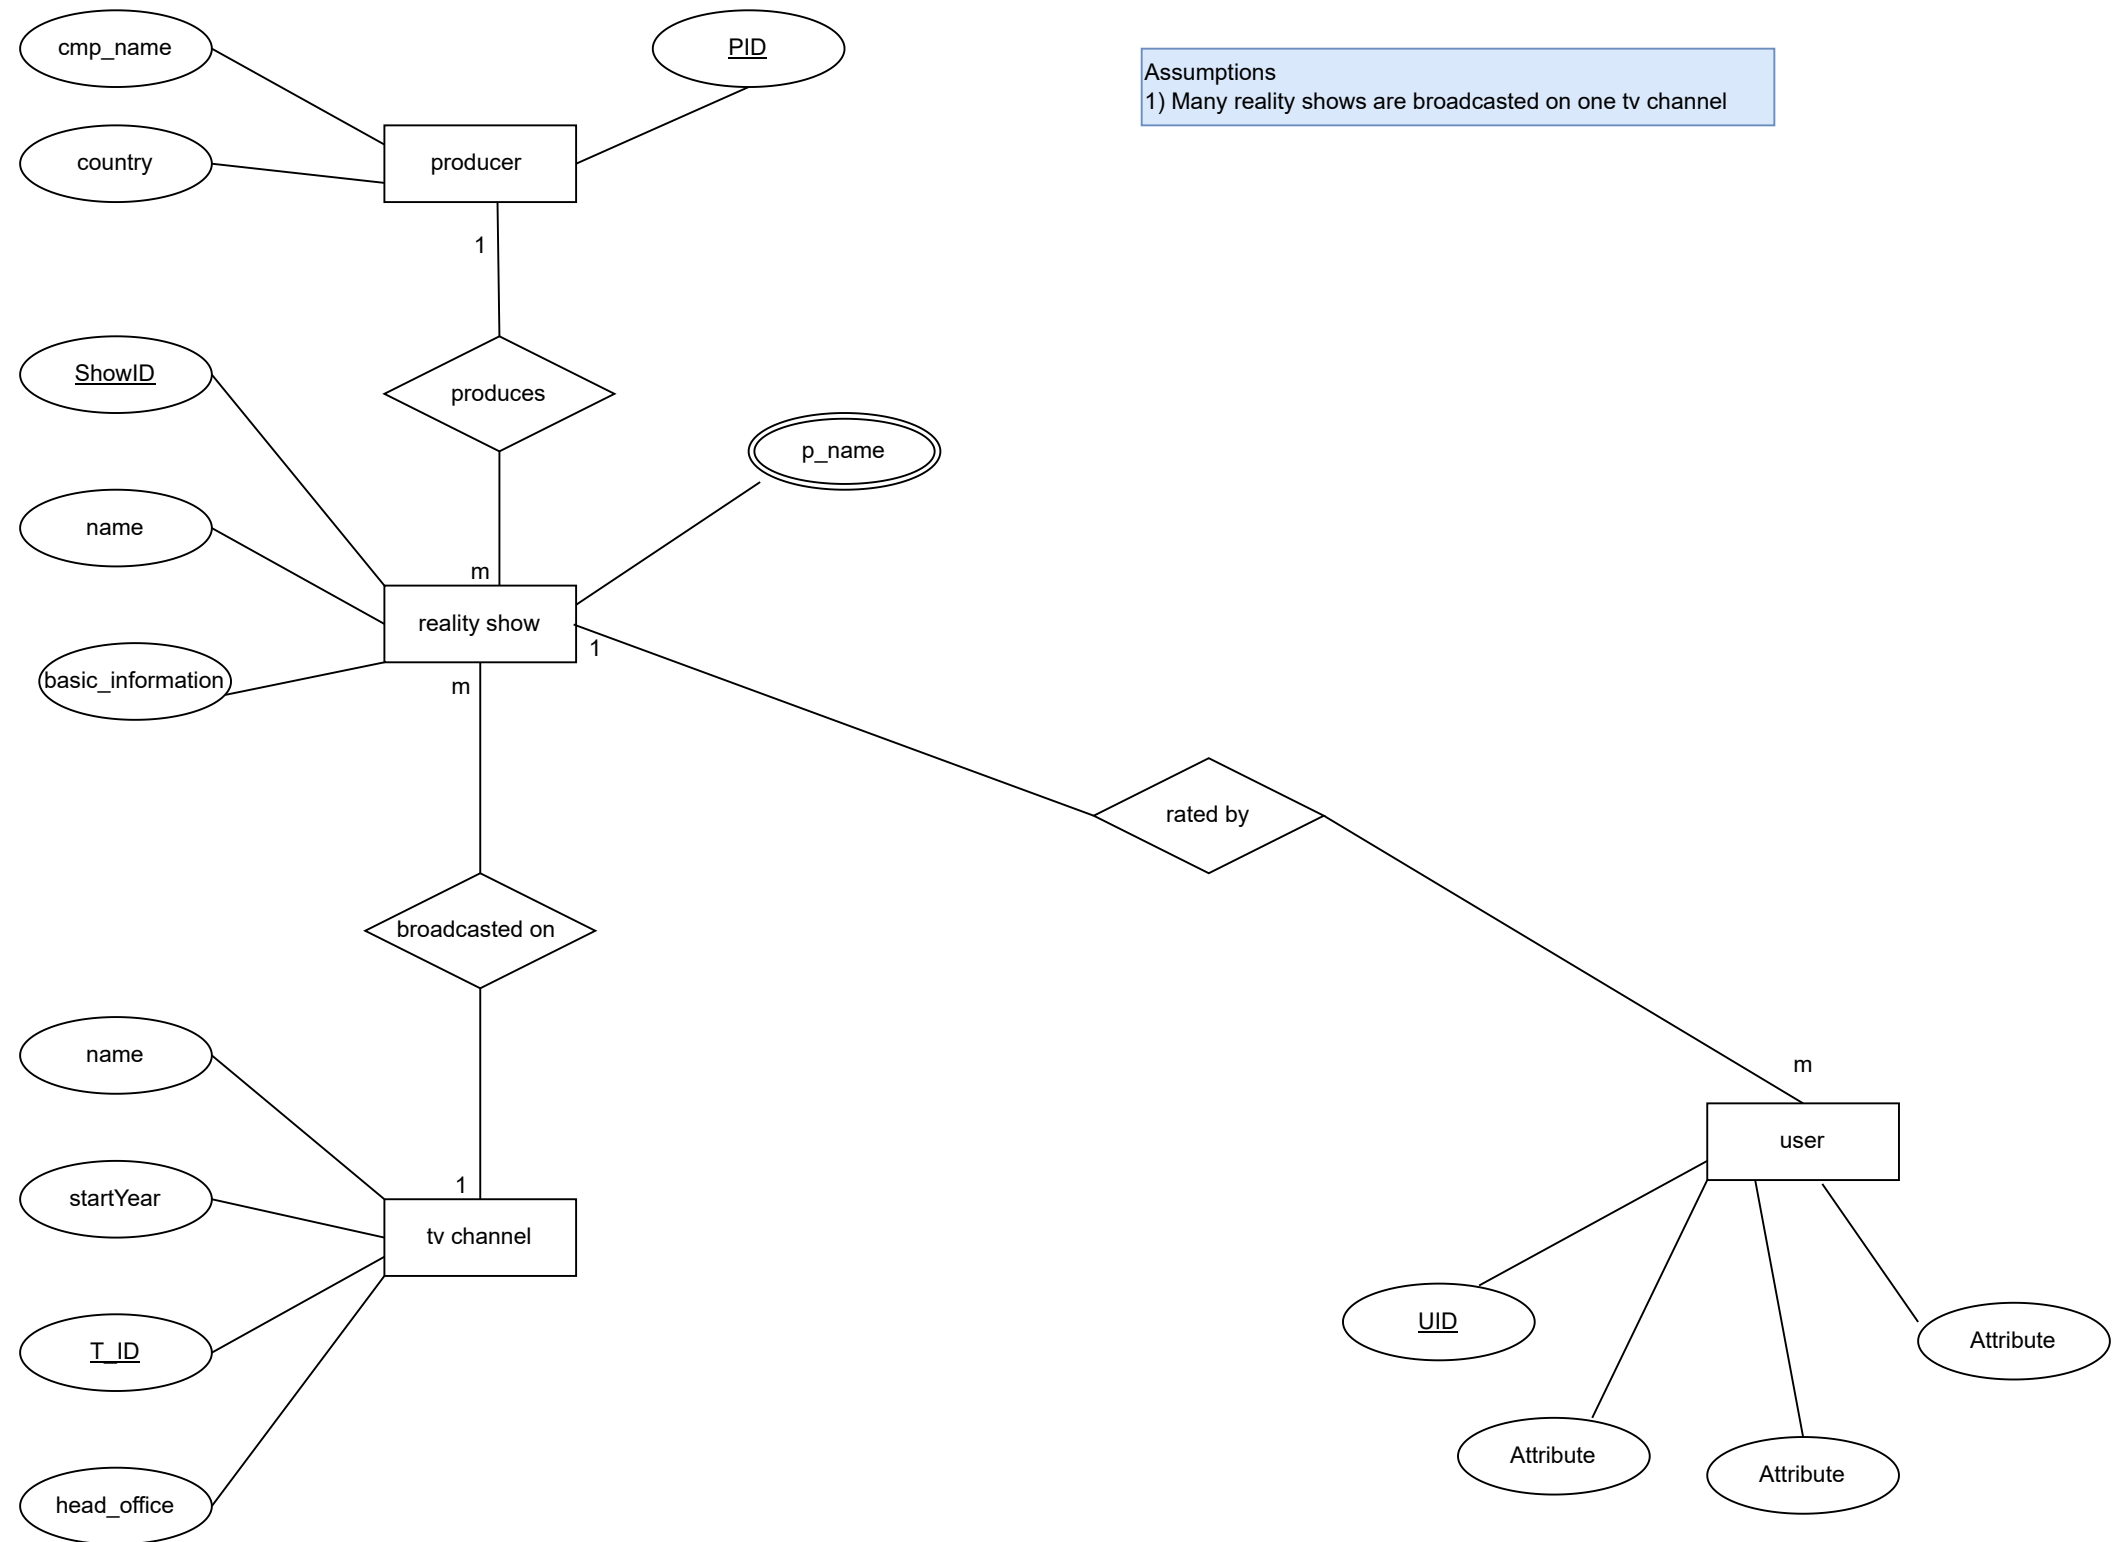 cmp_name
PID
Assumptions
1) Many reality shows are broadcasted on one tv channel
country
producer
1
ShowID
produces
p_name
name
m
reality show
1
basic_information
m
rated by
broadcasted on
name
m
user
startYear
1
tv channel
UID
Attribute
T_ID
Attribute
Attribute
head_office